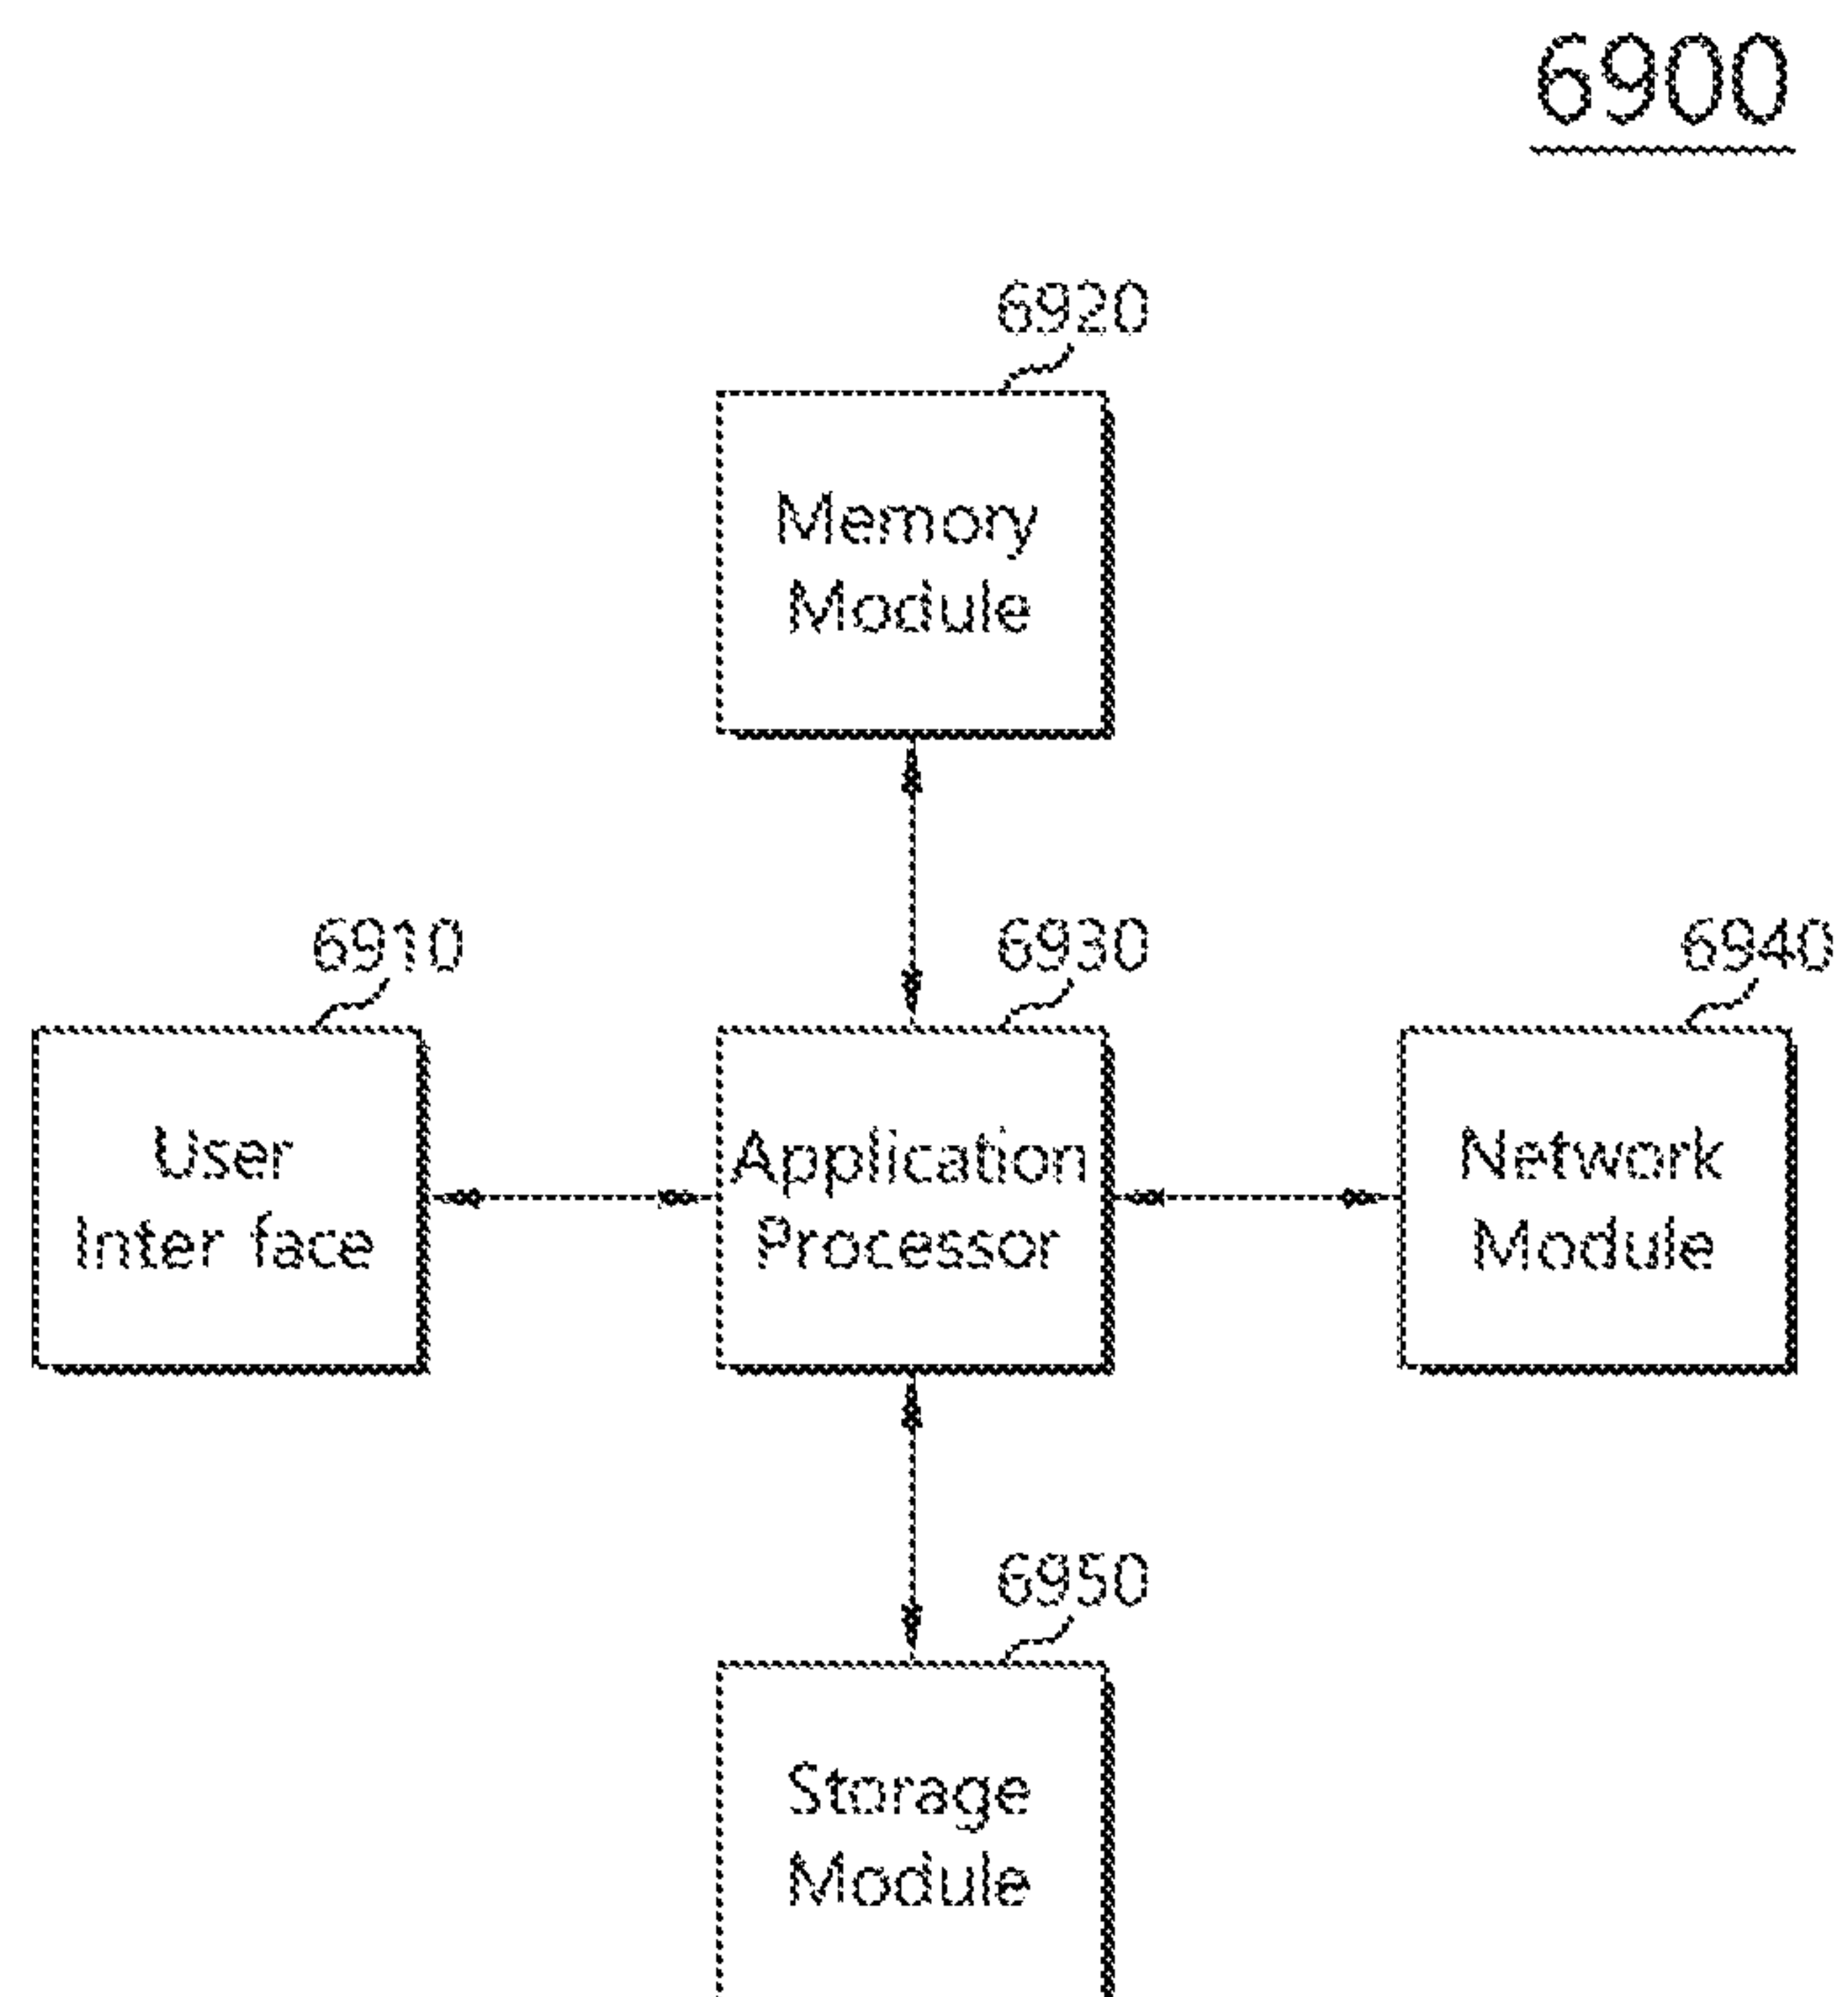 6900
6920
Memory
Module
6910
6930
6940
User
Inter face
Application
Processor
Network
Module
6950
Storage
Module